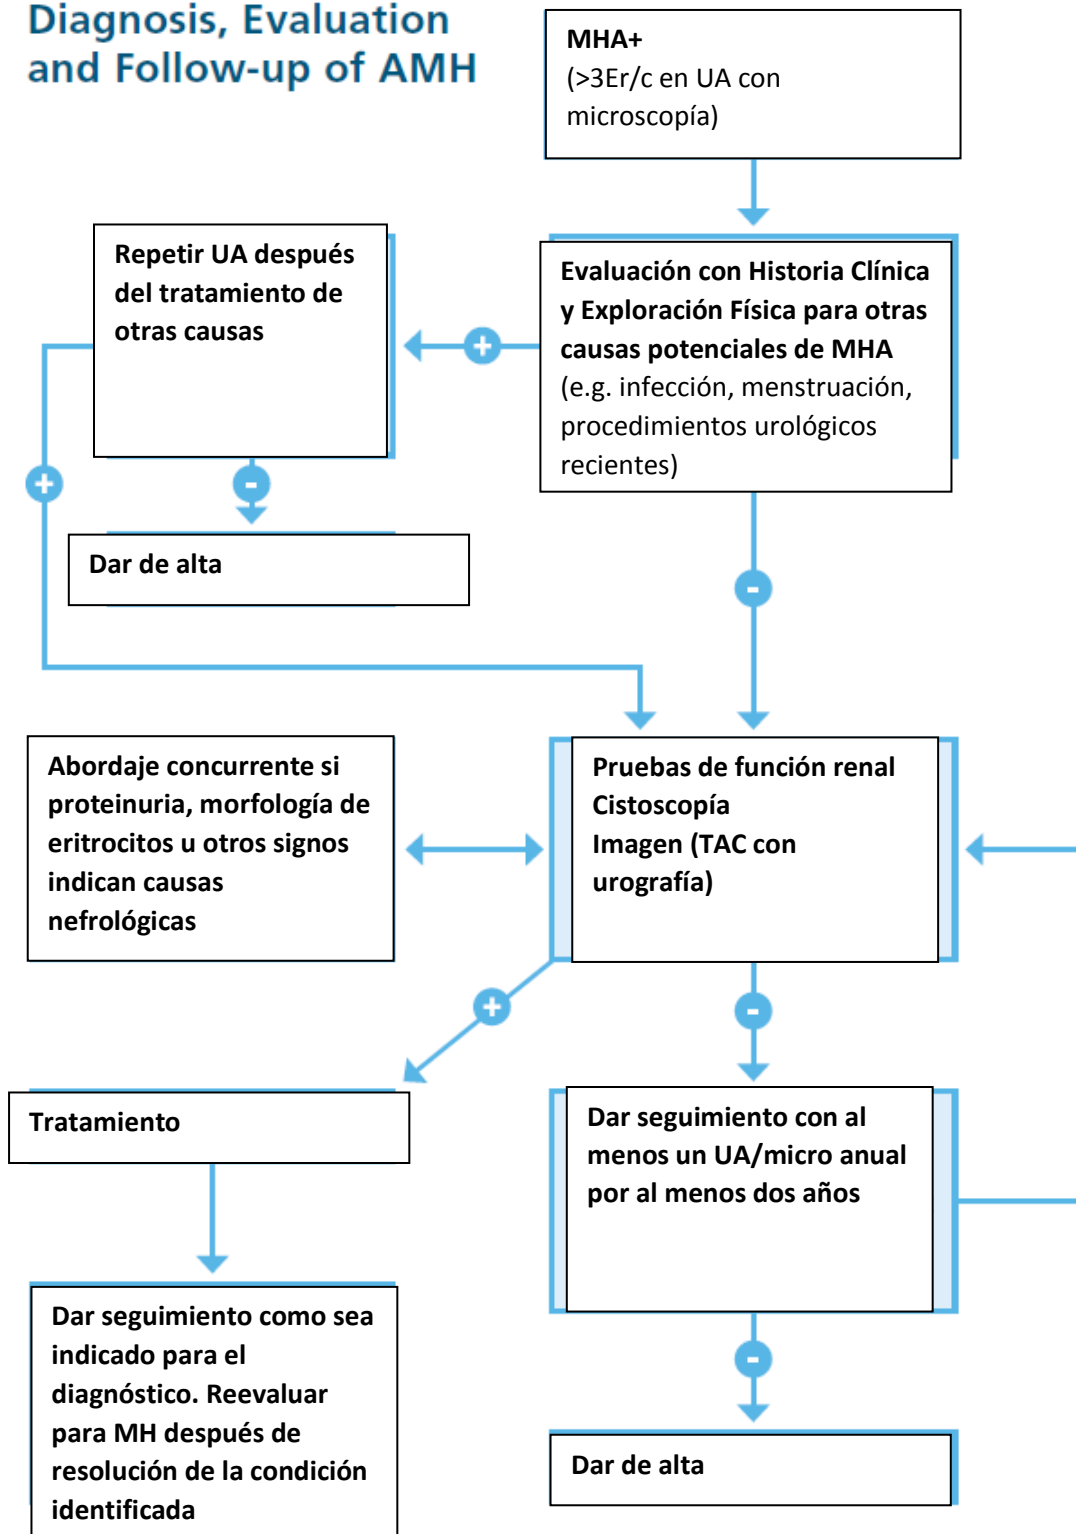 Diagnosis, Evaluation
and Follow-up of AMH
MHA+
(>3Er/c en UA con
microscopía)
Repetir UA después
del tratamiento de
otras causas
+
Evaluación con Historia Clínica
y Exploración Física para otras
causas potenciales de MHA
(e.g. infección, menstruación,
procedimientos urológicos
recientes)
+
-
Dar de alta
-
Abordaje concurrente si
proteinuria, morfología de
eritrocitos u otros signos
indican causas
nefrológicas
Pruebas de función renal
Cistoscopía
Imagen (TAC con
urografía)
+
-
Tratamiento
Dar seguimiento con al
menos un UA/micro anual
por al menos dos años
Dar seguimiento como sea
indicado para el
diagnóstico. Reevaluar
para MH después de
resolución de la condición
identificada
-
Dar de alta